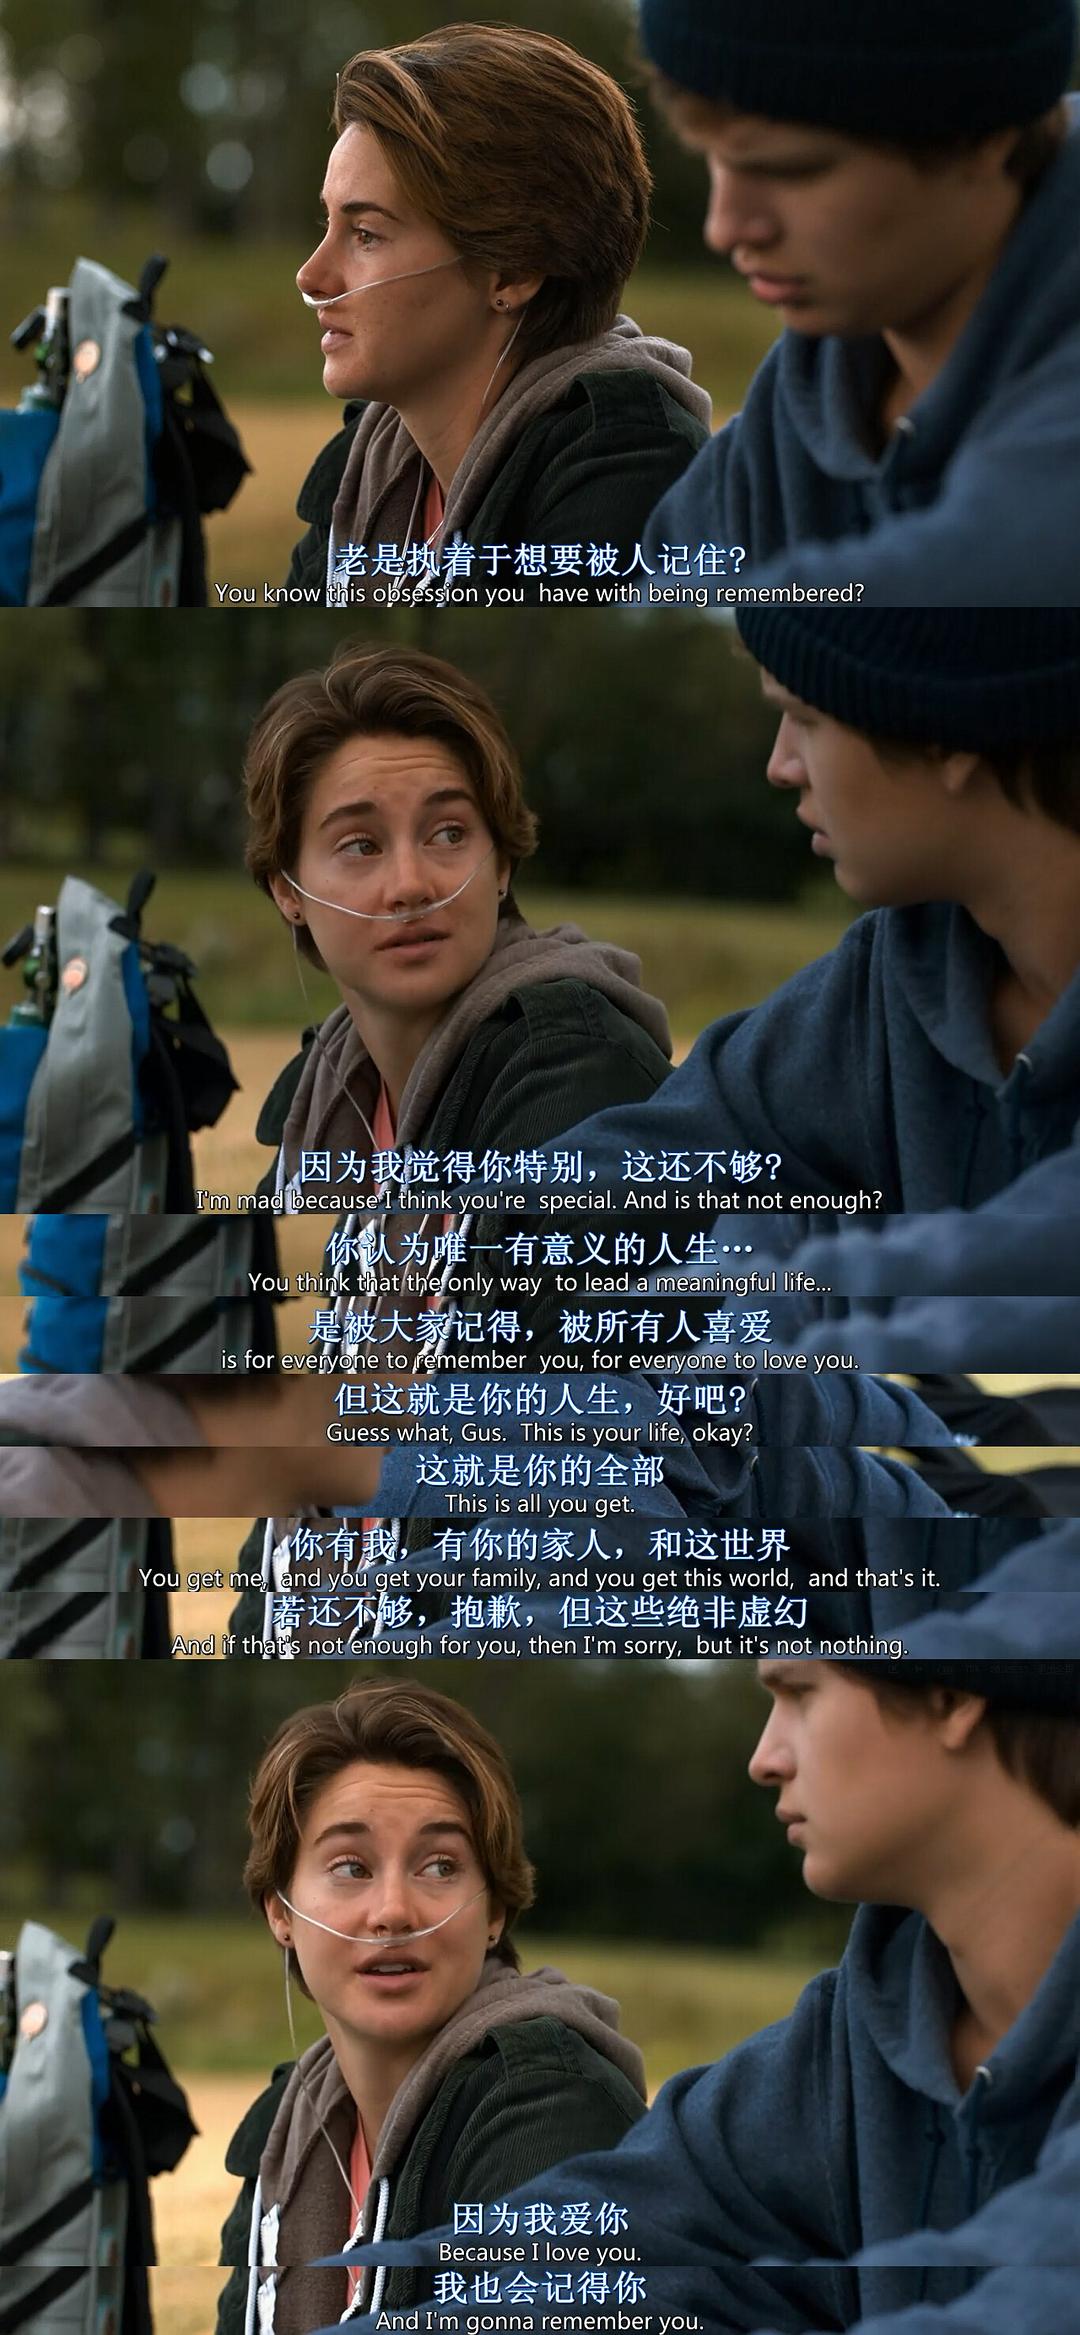 老是执着于想要被人记住?
You know this obsession you have with being remembered?
因为我觉得你特别，这还不够?
I'm mad because I think you're special. And is that not enough?
你认为唯一有意义的人生…
You think that the only way to lead a meaningful life...
是被大家记得，被所有人喜爱
is for everyone to remember you, for everyone to love you.
但这就是你的人生，好吧?
Guess what, Gus. This is your life, okay?
这就是你的全部
This is all you get.
你有我，有你的家人，和这世界
You get me, and you get your family, and you get this world, and that's it.
若还不够，抱歉，但这些绝非虚幻
And if that's not enough for you, then I'm sorry, but it's not nothing.
因为我爱你
Because I love you.
我也会记得你
And I'm gonna remember you.